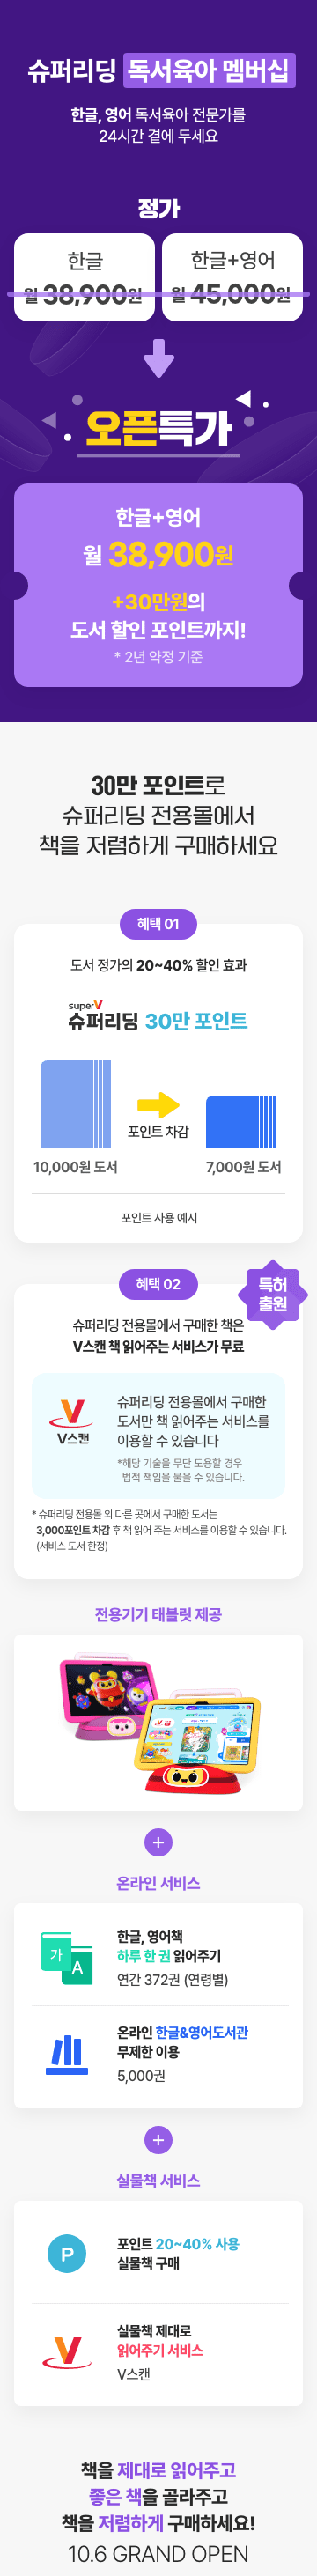 슈퍼리딩 독서육아 멤버십
한글, 영어 독서육아 전문가를
24시간 곁에 두세요
정가
한글
월 38,900원
한글+영어
월 45,000원
오픈특가
한글+영어
월 38,900원
+30만원의
도서 할인 포인트까지!
* 2년 약정 기준
30만 포인트로
슈퍼리딩 전용몰에서
책을 저렴하게 구매하세요
혜택 01
도서 정가의 20~40% 할인 효과
superV
슈퍼리딩 30만 포인트
포인트 차감
10,000원 도서
7,000원 도서
포인트 사용 예시
혜택 02
특허
출원
슈퍼리딩 전용몰에서 구매한 책은
V스캔 책 읽어주는 서비스가 무료
V스캔
슈퍼리딩 전용몰에서 구매한
도서만 책 읽어주는 서비스를
이용할 수 있습니다
*해당 기술을 무단 도용할 경우
법적 책임을 물을 수 있습니다.
* 슈퍼리딩 전용몰 외 다른 곳에서 구매한 도서는
3,000포인트 차감 후 책 읽어 주는 서비스를 이용할 수 있습니다.
(서비스 도서 한정)
전용기기 태블릿 제공
+
온라인 서비스
가
A
한글, 영어책
하루 한 권 읽어주기
연간 372권 (연령별)
온라인 한글&영어도서관
무제한 이용
5,000권
+
실물책 서비스
P
포인트 20~40% 사용
실물책 구매
실물책 제대로
읽어주기 서비스
V스캔
책을 제대로 읽어주고
좋은 책을 골라주고
책을 저렴하게 구매하세요!
10.6 GRAND OPEN